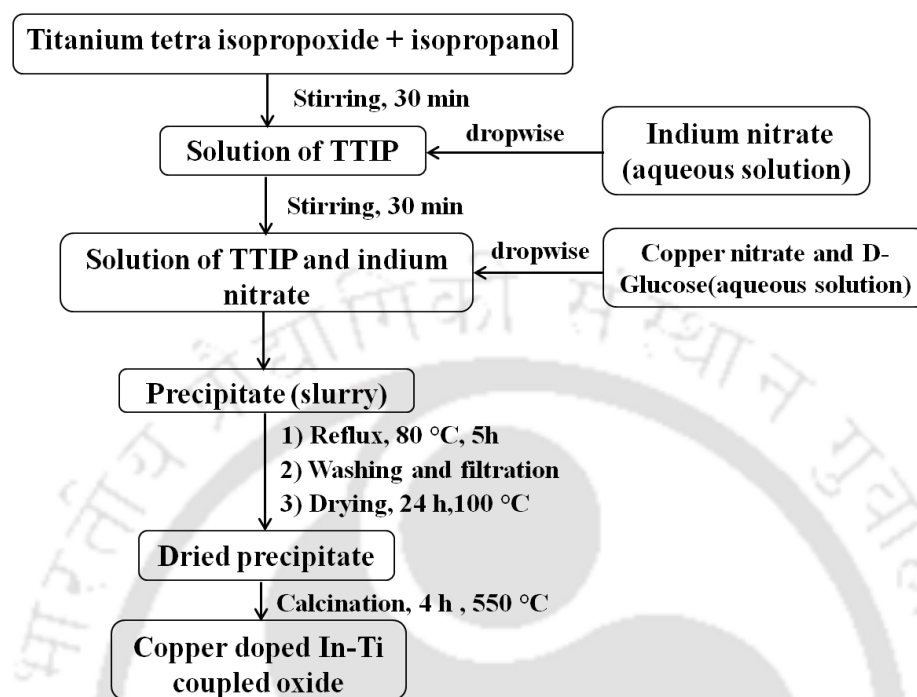 Titanium tetra isopropoxide + isopropanol
Stirring, 30 min
Solution of TTIP
dropwise
Indium nitrate
(aqueous solution)
Stirring, 30 min
Solution of TTIP and indium
nitrate
dropwise
Copper nitrate and D-
Glucose(aqueous solution)
Precipitate (slurry)
1) Reflux, 80 °C, 5h
2) Washing and filtration
3) Drying, 24 h,100 °C
Dried precipitate
Calcination, 4 h , 550 °C
Copper doped In-Ti
coupled oxide
भारतीय प्रौद्योगिकी संस्थान